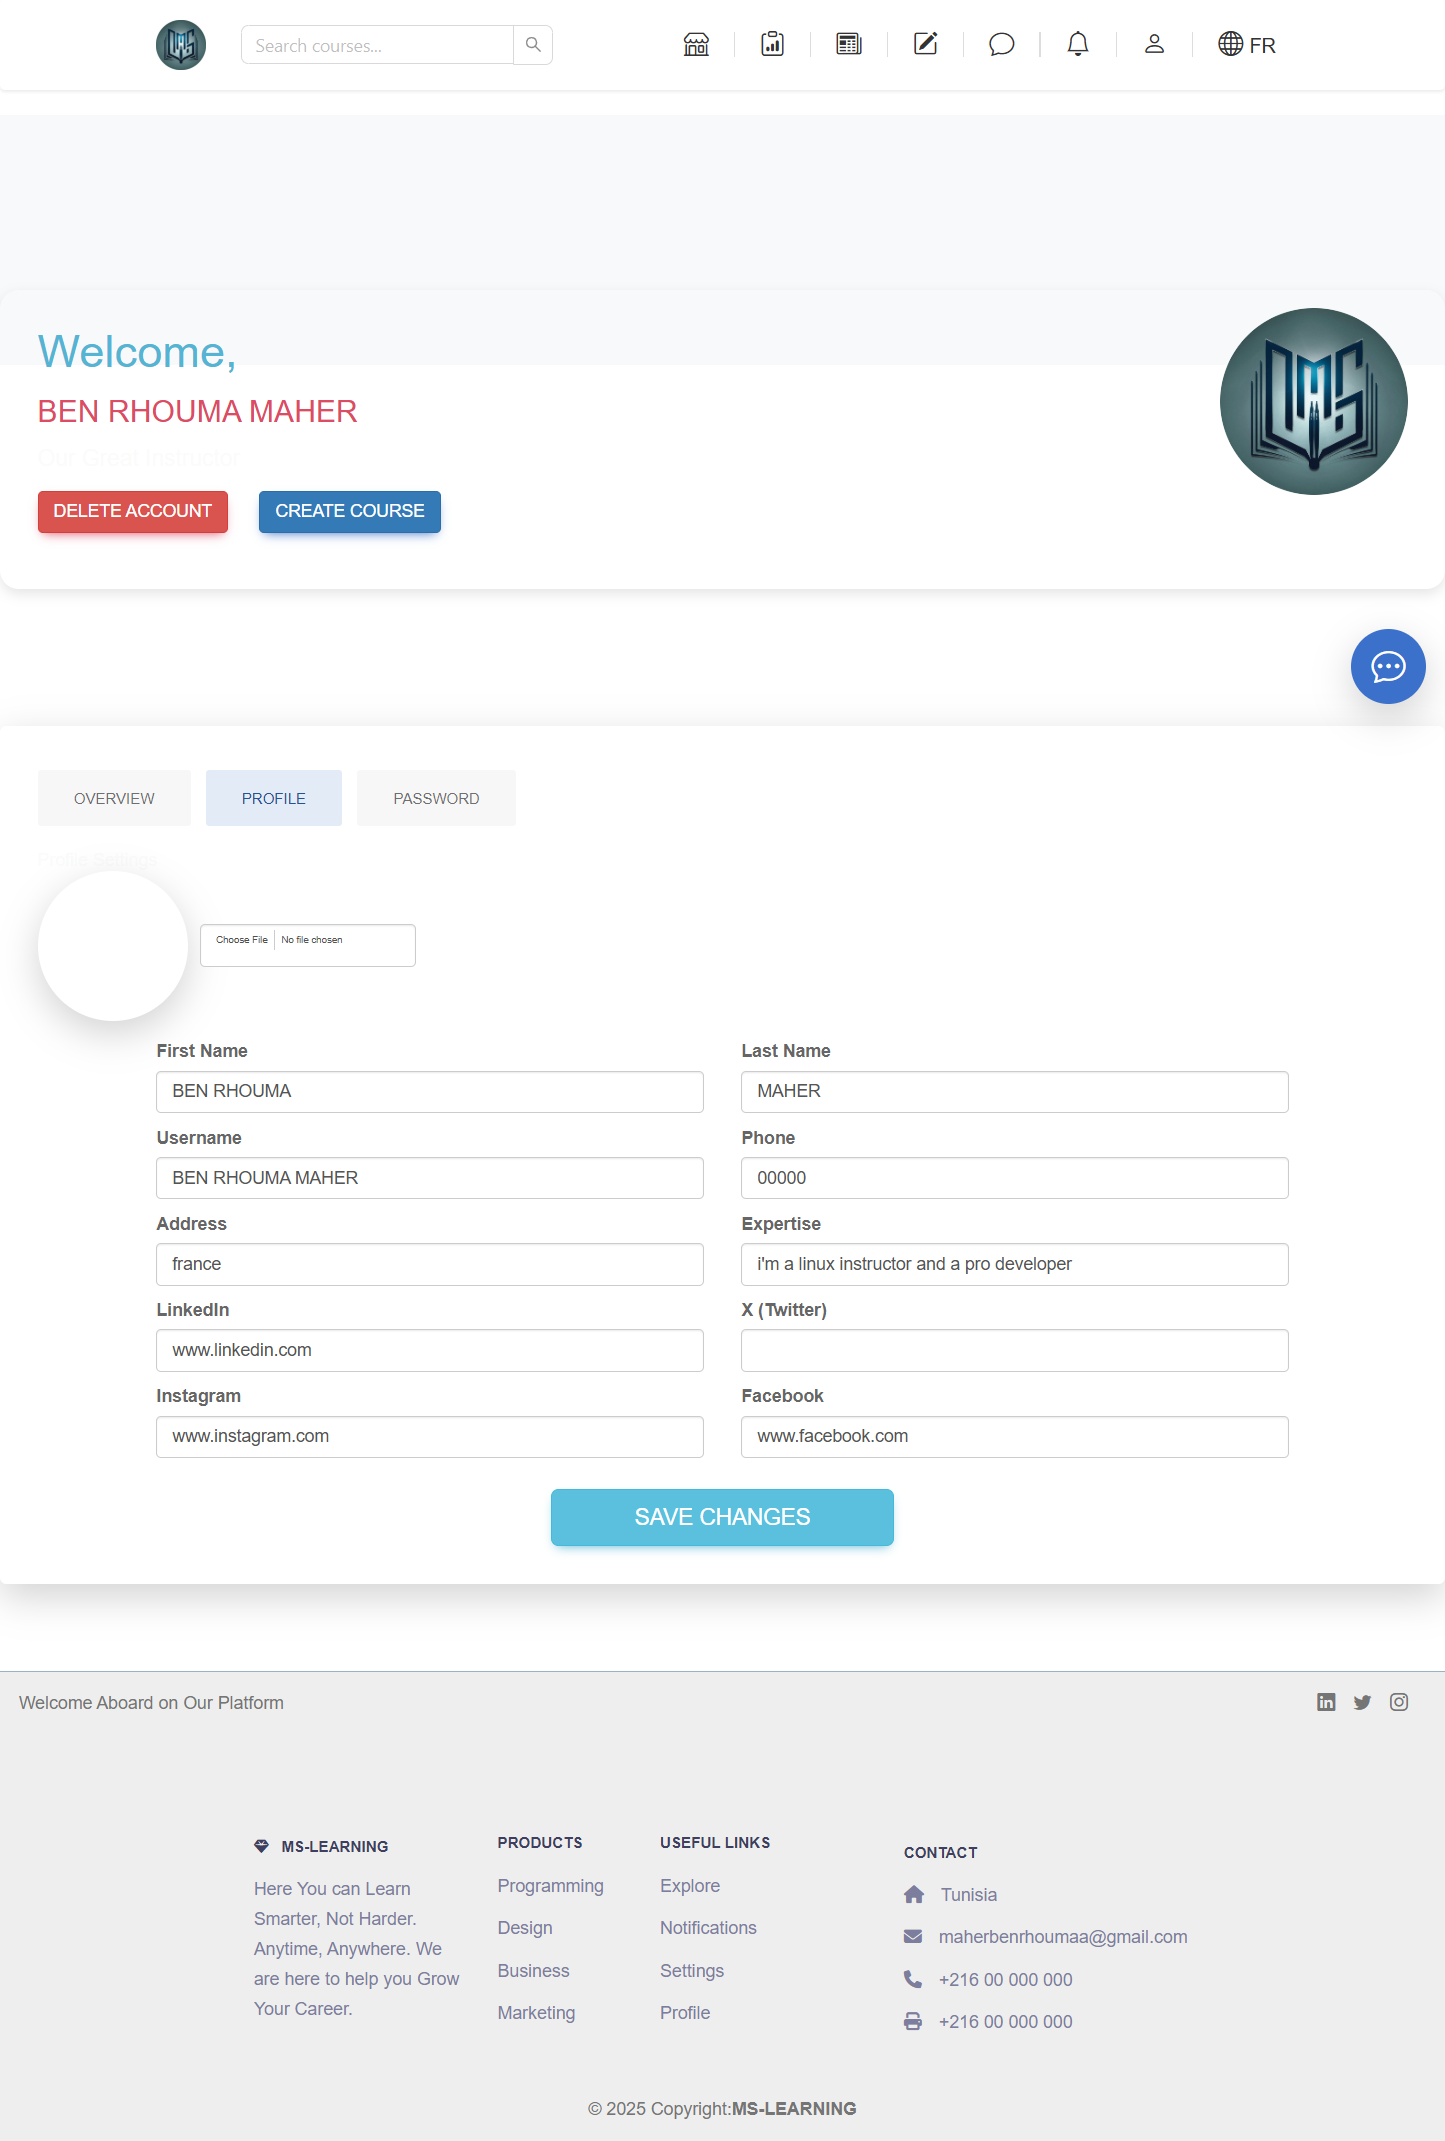 Search courses...
FR
Welcome,
BEN RHOUMA MAHER
Our Great Instructor
DELETE ACCOUNT
CREATE COURSE
OVERVIEW
PROFILE
PASSWORD
Profile Settings
Choose File
No file chosen
First Name
Last Name
BEN RHOUMA
MAHER
Username
Phone
BEN RHOUMA MAHER
00000
Address
Expertise
france
i'm a linux instructor and a pro developer
LinkedIn
X (Twitter)
www.linkedin.com
Instagram
Facebook
www.instagram.com
www.facebook.com
SAVE CHANGES
Welcome Aboard on Our Platform
MS-LEARNING
Here You can Learn
Smarter, Not Harder.
Anytime, Anywhere. We
are here to help you Grow
Your Career.
PRODUCTS
Programming
Design
Business
Marketing
USEFUL LINKS
Explore
Notifications
Settings
Profile
CONTACT
Tunisia
maherbenrhoumaa@gmail.com
+216 00 000 000
+216 00 000 000
© 2025 Copyright:MS-LEARNING